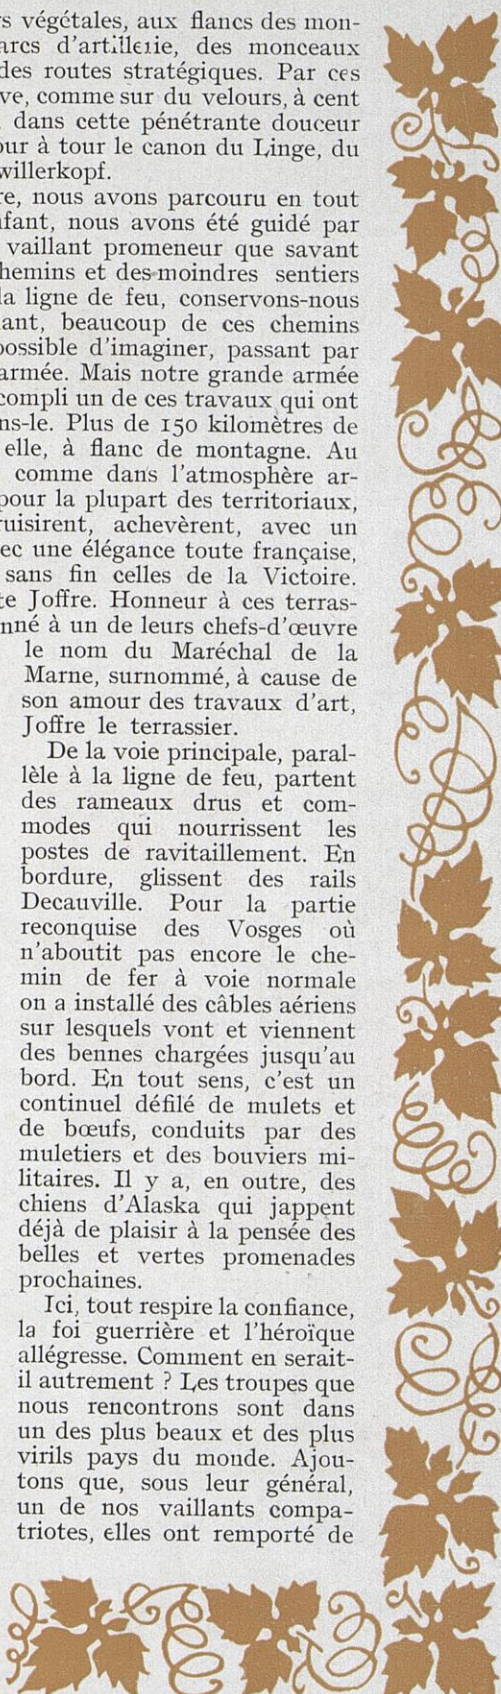 rs végétales, aux flancs des mon-
arcs d'artillerie, des monceaux
des routes stratégiques. Par ces
ve, comme sur du velours, à cent
dans cette pénétrante douceur
our à tour le canon du Linge, du
willerkopf.
re, nous avons parcouru en tout
nfant, nous avons été guidé par
vaillant promeneur que savant
hemins et des moindres sentiers
la ligne de feu, conservons-nous
lant, beaucoup de ces chemins
possible d'imaginer, passant par
armée. Mais notre grande armée
compli un de ces travaux qui ont
ns-le. Plus de 150 kilomètres de
elle, à flanc de montagne. Au
comme dans l'atmosphère ar-
pour la plupart des territoriaux,
ruisirent, achevèrent, avec un
ec une élégance toute française,
sans fin celles de la Victoire.
te Joffre. Honneur à ces terras-
nné à un de leurs chefs-d'œuvre
le nom du Maréchal de la
Marne, surnommé, à cause de
son amour des travaux d'art,
Joffre le terrassier.
De la voie principale, paral-
lèle à la ligne de feu, partent
des rameaux drus et com-
modes qui nourrissent les
postes de ravitaillement. En
bordure, glissent des rails
Decauville. Pour la partie
reconquise des Vosges où
n'aboutit pas encore le che-
min de fer à voie normale
on a installé des câbles aériens
sur lesquels vont et viennent
des bennes chargées jusqu'au
bord. En tout sens, c'est un
continuel défilé de mulets et
de bœufs, conduits par des
muletiers et des bouviers mi-
litaires. Il y a, en outre, des
chiens d'Alaska qui jappent
déjà de plaisir à la pensée des
belles et vertes promenades
prochaines.
Ici, tout respire la confiance,
la foi guerrière et l'héroïque
allégresse. Comment en serait-
il autrement ? Les troupes que
nous rencontrons sont dans
un des plus beaux et des plus
virils pays du monde. Ajou-
tons que, sous leur général,
un de nos vaillants compa-
triotes, elles ont remporté de